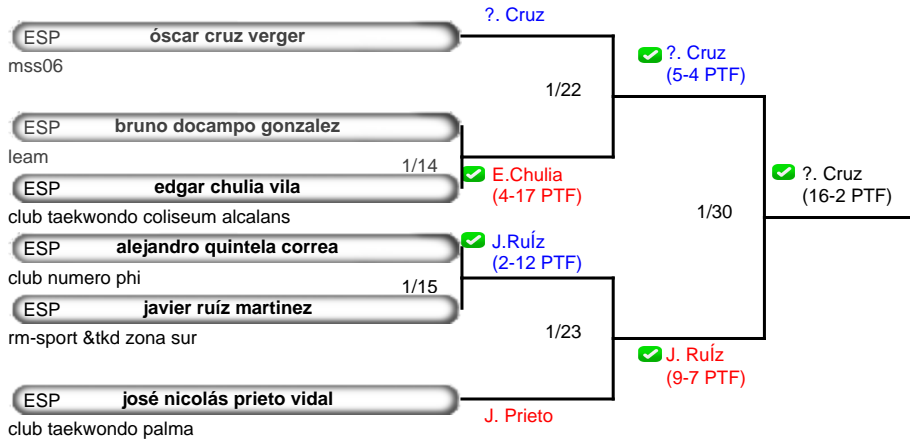 ?. Cruz
ESP óscar cruz verger
mss06
✅ ?. Cruz
(5-4 PTF)
1/22
ESP bruno docampo gonzalez
leam
1/14
✅ E.Chulia
(4-17 PTF)
ESP edgar chulia vila
club taekwondo coliseum alcalans
✅ ?. Cruz
(16-2 PTF)
1/30
ESP alejandro quintela correa
club numero phi
✅ J.RuÍz
(2-12 PTF)
1/15
ESP javier ruíz martinez
rm-sport &tkd zona sur
1/23
✅ J. RuÍz
(9-7 PTF)
ESP josé nicolás prieto vidal
club taekwondo palma
J. Prieto